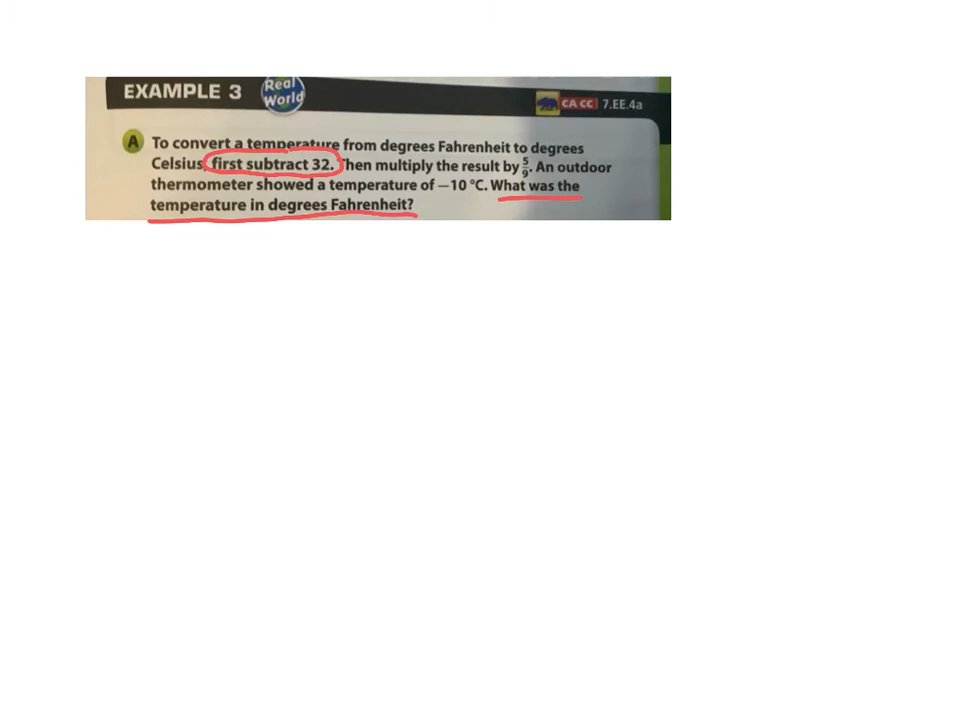 EXAMPLE 3
Real
World
CA CC 7.EE.4a
A To convert a temperature from degrees Fahrenheit to degrees
Celsius, first subtract 32. Then multiply the result by 5/9. An outdoor
thermometer showed a temperature of −10 °C. What was the
temperature in degrees Fahrenheit?